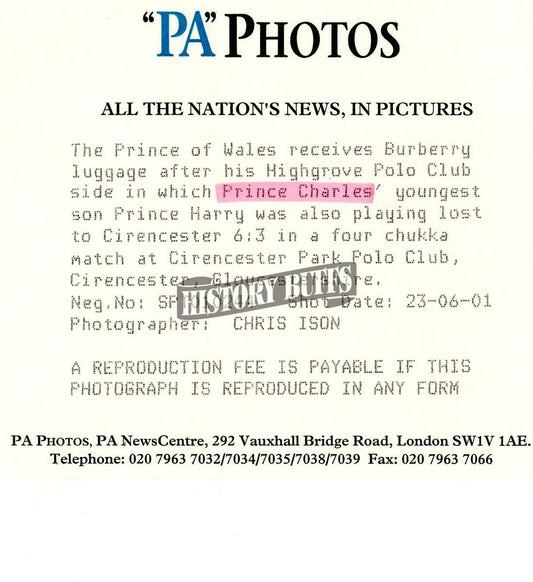 "PA" PHOTOS
ALL THE NATION'S NEWS, IN PICTURES
The Prince of Wales receives Burberry
luggage after his Highgrove Polo Club
side in which Prince Charles' youngest
son Prince Harry was also playing lost
to Cirencester 6:3 in a four chukka
match at Cirencester Park Polo Club,
Cirencester, Gloucestershire.
HISTORY BUFFS
Neg.No: Shot Date: 23-06-01
Photographer: CHRIS ISON
A REPRODUCTION FEE IS PAYABLE IF THIS
PHOTOGRAPH IS REPRODUCED IN ANY FORM
PA PHOTOS, PA NEWSCENTRE, 292 Vauxhall Bridge Road, London SW1V 1AE.
Telephone: 020 7963 7032/7034/7035/7038/7039 Fax: 020 7963 7066